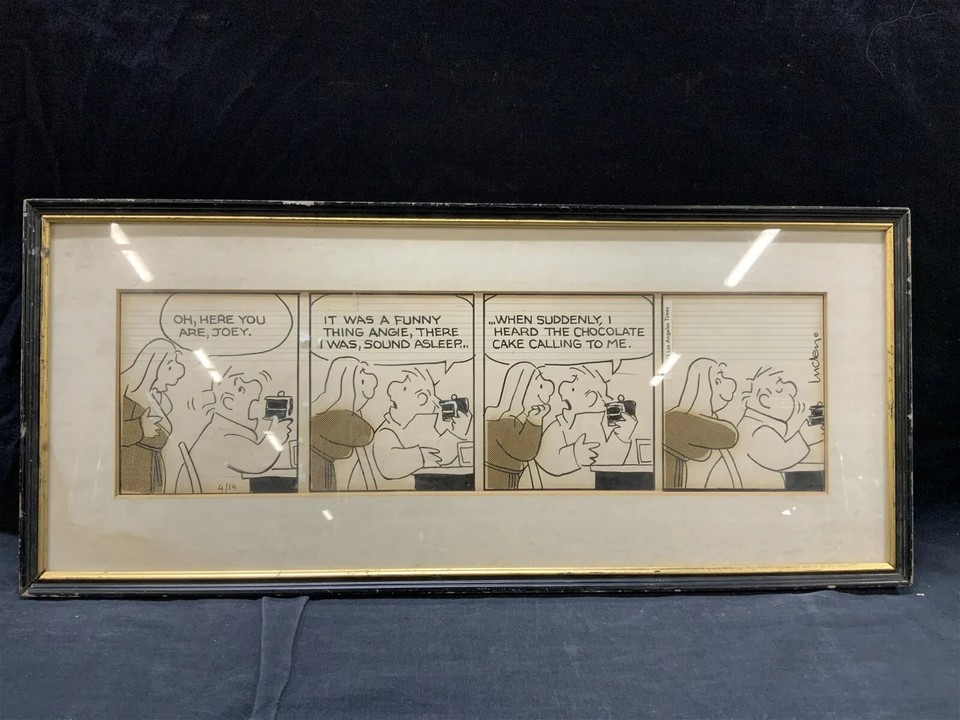 OH, HERE YOU
ARE, JOEY.
4/14
IT WAS A FUNNY
THING ANGIE, THERE
I WAS, SOUND ASLEEP...
...WHEN SUDDENLY, I
HEARD THE CHOCOLATE
CAKE CALLING TO ME.
Los Angeles Times